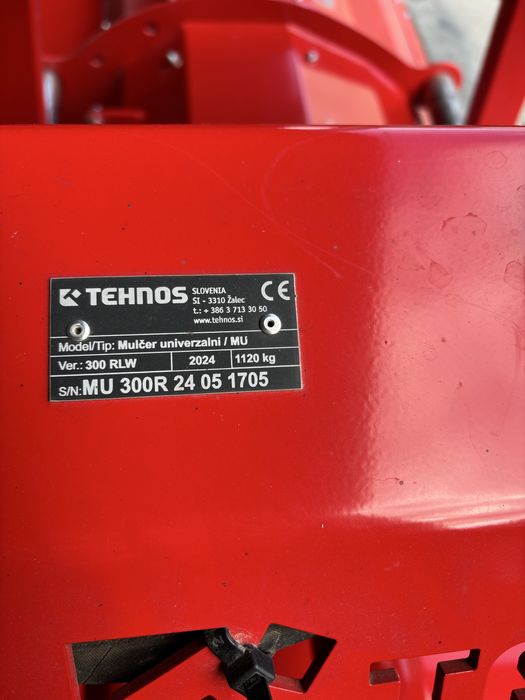 TEHNOS
SLOVENIA
SI - 3310 Žalec
t.: + 386 3 713 30 50
www.tehnos.si
CE
Model/Tip: Mulčer univerzalni / MU
Ver.: 300 RLW 2024 1120 kg
S/N: MU 300R 24 05 1705